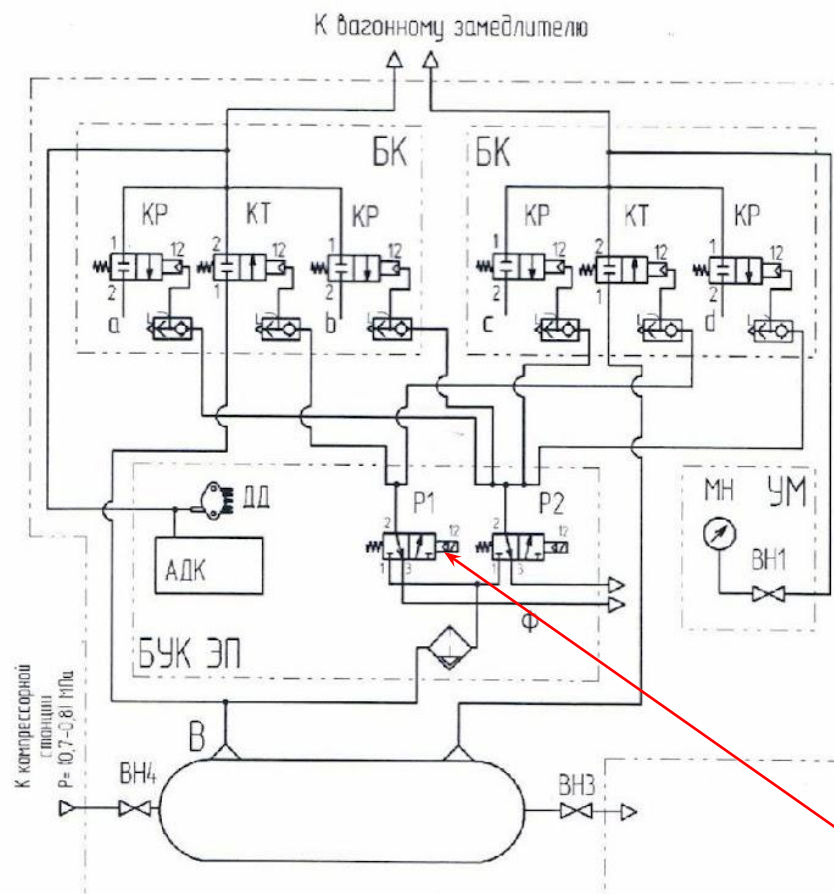 К вагонному замедлителю
БК
БК
КР
КТ
КР
КР
КТ
КР
1
12
2
12
1
12
1
12
2
12
1
12
2
1
2
2
1
2
a
b
c
d
Р1
Р2
МН
УМ
ДД
2
12
2
12
ВН1
АДК
1
3
1
3
Ф
БУК ЭП
К компрессорной
станции
Р= (0,7-0,8) МПа
В
ВН4
ВН3